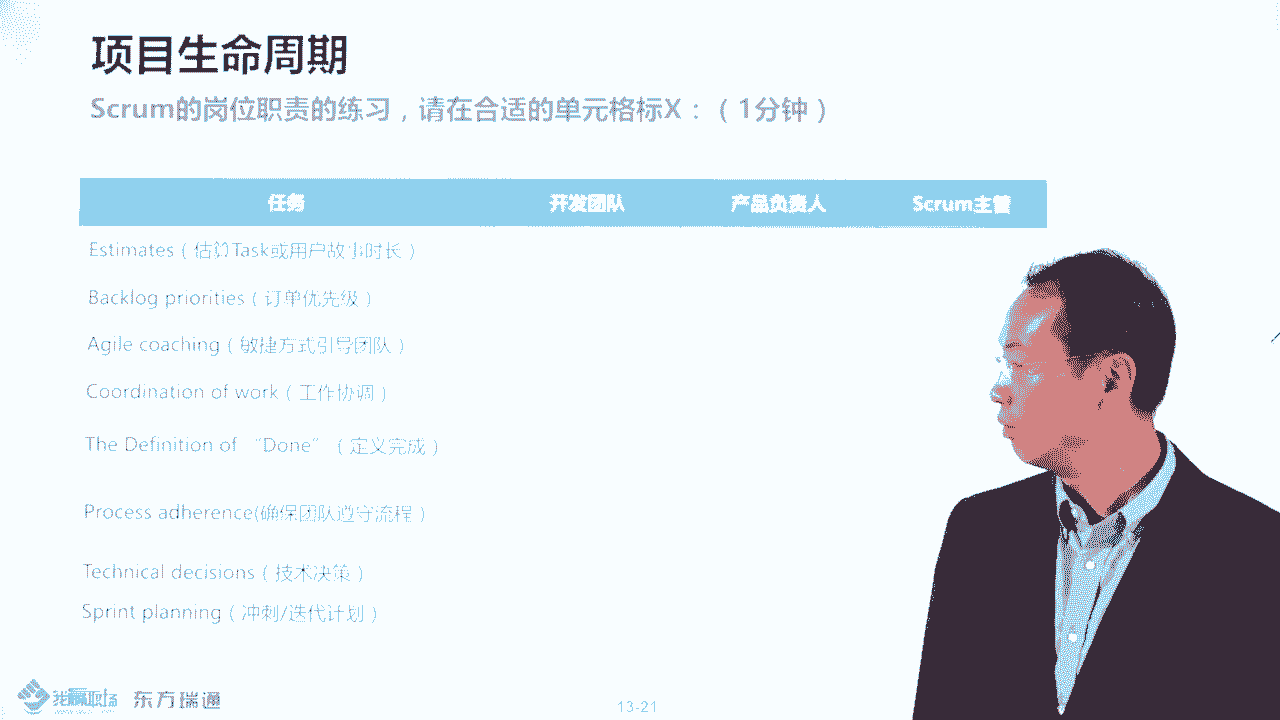 项目生命周期
Scrum的岗位职责的练习，请在合适的单元格标X：（1分钟）
任务 开发团队 产品负责人 Scrum主管
Estimates（估算Task或用户故事时长）
Backlog priorities（订单优先级）
Agile coaching（敏捷方式引导团队）
Coordination of work（工作协调）
The Definition of “Done”（定义完成）
Process adherence(确保团队遵守流程）
Technical decisions（技术决策）
Sprint planning（冲刺/迭代计划）
东方瑞通
13-21